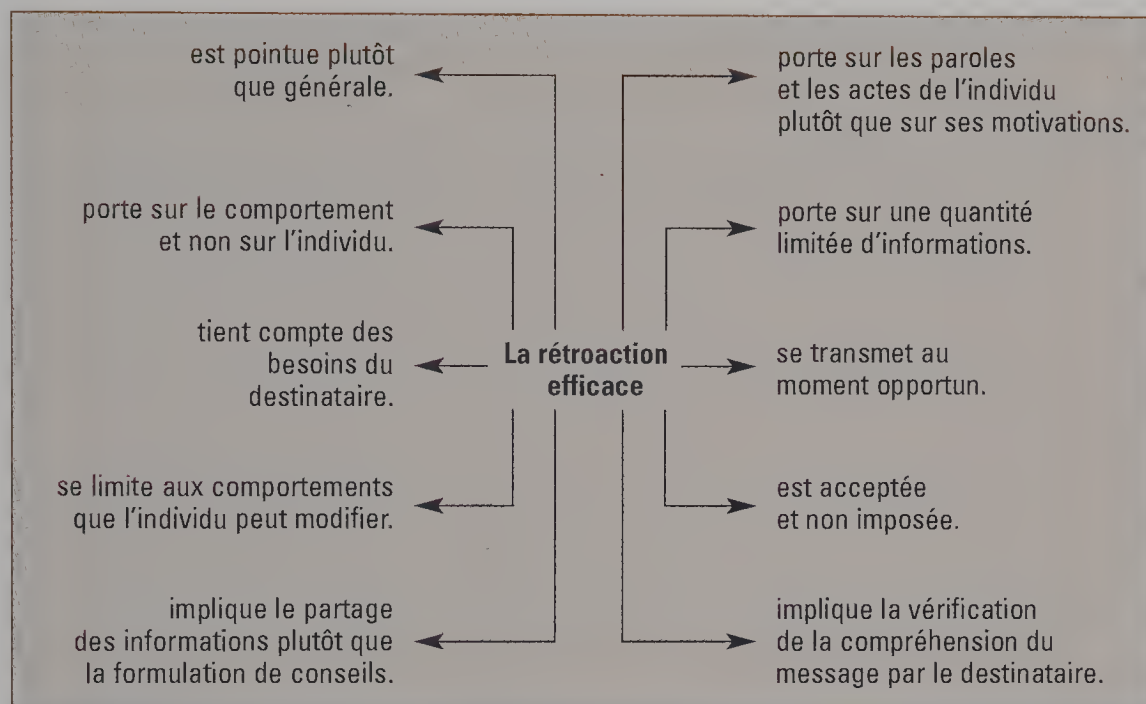 est pointue plutôt
que générale.
porte sur le comportement
et non sur l'individu.
tient compte des
besoins du
destinataire.
se limite aux comportements
que l'individu peut modifier.
implique le partage
des informations plutôt que
la formulation de conseils.
La rétroaction
efficace
porte sur les paroles
et les actes de l'individu
plutôt que sur ses motivations.
porte sur une quantité
limitée d'informations.
se transmet au
moment opportun.
est acceptée
et non imposée.
implique la vérification
de la compréhension du
message par le destinataire.